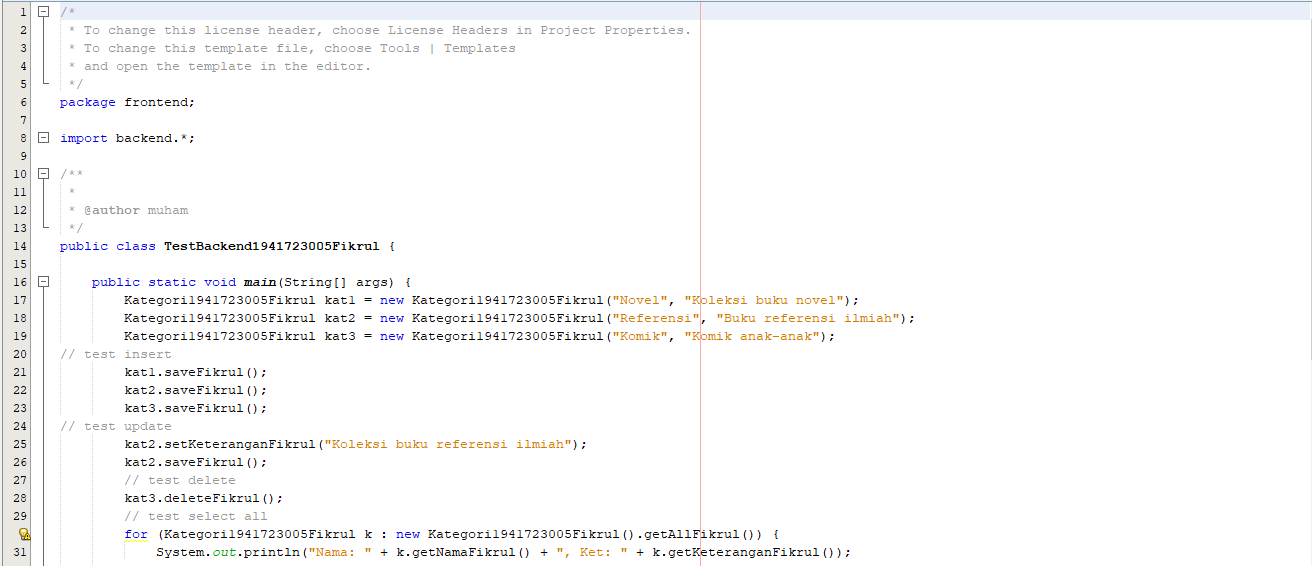 1 /*
2 * To change this license header, choose License Headers in Project Properties.
3 * To change this template file, choose Tools | Templates
4 * and open the template in the editor.
5 */
6 package frontend;
7
8 import backend.*;
9
10 /**
11 *
12 * @author muham
13 */
14 public class TestBackend1941723005Fikrul {
15
16 public static void main(String[] args) {
17 Kategori1941723005Fikrul kat1 = new Kategori1941723005Fikrul("Novel", "Koleksi buku novel");
18 Kategori1941723005Fikrul kat2 = new Kategori1941723005Fikrul("Referensi", "Buku referensi ilmiah");
19 Kategori1941723005Fikrul kat3 = new Kategori1941723005Fikrul("Komik", "Komik anak-anak");
20 // test insert
21 kat1.saveFikrul();
22 kat2.saveFikrul();
23 kat3.saveFikrul();
24 // test update
25 kat2.setKeteranganFikrul("Koleksi buku referensi ilmiah");
26 kat2.saveFikrul();
27 // test delete
28 kat3.deleteFikrul();
29 // test select all
for (Kategori1941723005Fikrul k : new Kategori1941723005Fikrul().getAllFikrul()) {
31 System.out.println("Nama: " + k.getNamaFikrul() + ", Ket: " + k.getKeteranganFikrul());